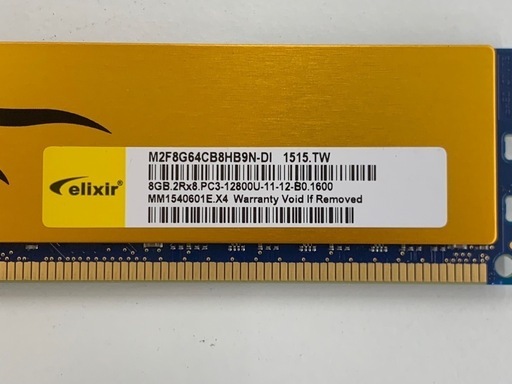 M2F8G64CB8HB9N-DI 1515.TW
elixir
8GB.2Rx8.PC3-12800U-11-12-B0.1600
MM1540601E.X4 Warranty Void If Removed